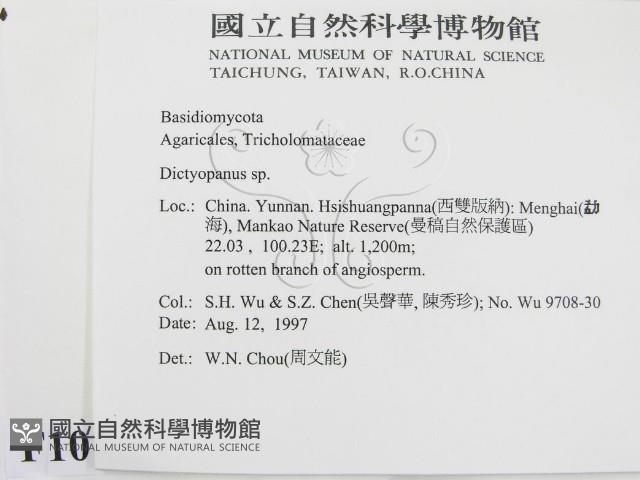 國立自然科學博物館
NATIONAL MUSEUM OF NATURAL SCIENCE
TAICHUNG, TAIWAN, R.O.CHINA
Basidiomycota
Agaricales, Tricholomataceae
Dictyopanus sp.
Loc.: China. Yunnan. Hsishuangpanna(西雙版納): Menghai(勐
海), Mankao Nature Reserve(曼稿自然保護區)
22.03 , 100.23E; alt. 1,200m;
on rotten branch of angiosperm.
Col.: S.H. Wu & S.Z. Chen(吳聲華, 陳秀珍); No. Wu 9708-30
Date: Aug. 12, 1997
Det.: W.N. Chou(周文能)
國立自然科學博物館
NATIONAL MUSEUM OF NATURAL SCIENCE